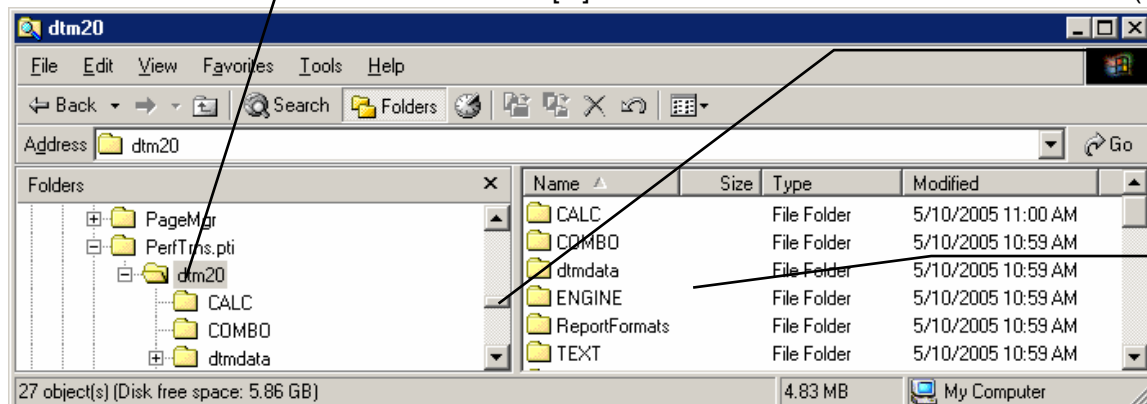 dtm20
File Edit View Favorites Tools Help
Back Search Folders
Address dtm20 Go
Folders Name Size Type Modified
PageMgr CALC File Folder 5/10/2005 11:00 AM
PerfTrns.pti COMBO File Folder 5/10/2005 10:59 AM
dtm20 dtmdata File Folder 5/10/2005 10:59 AM
CALC ENGINE File Folder 5/10/2005 10:59 AM
COMBO ReportFormats File Folder 5/10/2005 10:59 AM
dtmdata TEXT File Folder 5/10/2005 10:59 AM
27 object(s) (Disk free space: 5.86 GB) 4.83 MB My Computer